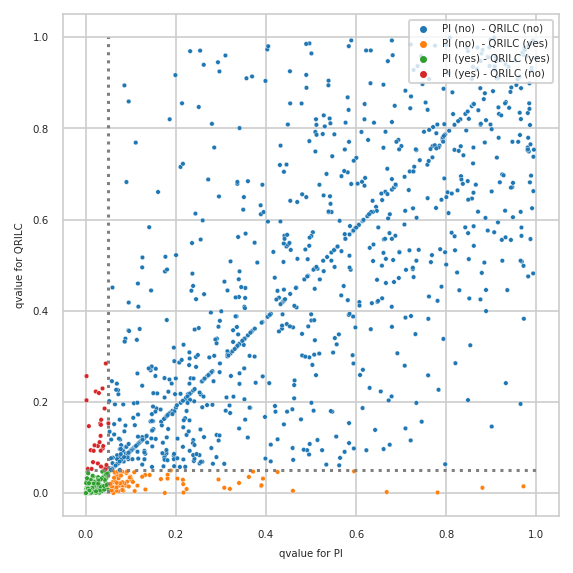 PI (no)  - QRILC (no)
PI (no)  - QRILC (yes)
PI (yes) - QRILC (yes)
PI (yes) - QRILC (no)
1.0
0.8
0.6
0.4
0.2
0.0
qvalue for QRILC
0.0 0.2 0.4 0.6 0.8 1.0
qvalue for PI